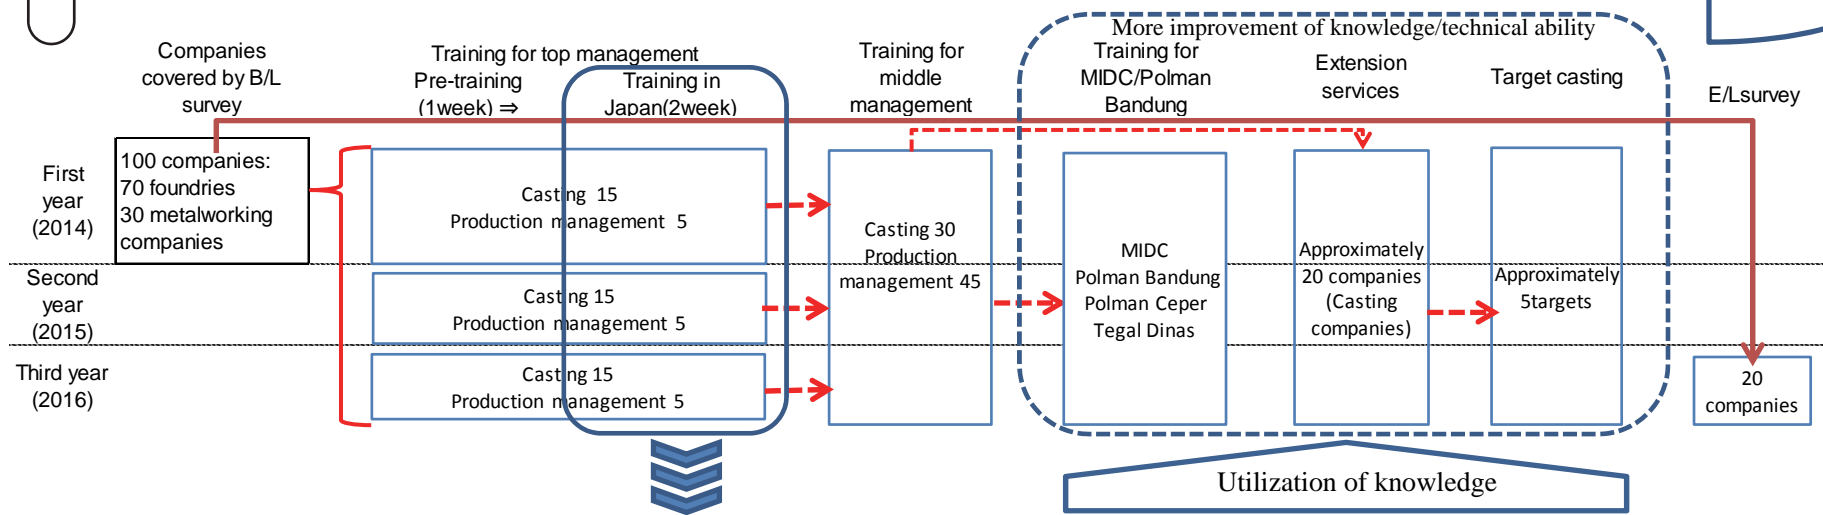 More improvement of knowledge/technical ability
Companies
covered by B/L
survey
Training for top management
Pre-training
(1week) ⇒
Training in
Japan(2week)
Training for
middle
management
Training for
MIDC/Polman
Bandung
Extension
services
Target casting
E/Lsurvey
First
year
(2014)
100 companies:
70 foundries
30 metalworking
companies
Casting 15
Production management 5
Casting 30
Production
management 45
MIDC
Polman Bandung
Polman Ceper
Tegal Dinas
Approximately
20 companies
(Casting
companies)
Approximately
5targets
Second
year
(2015)
Casting 15
Production management 5
Third year
(2016)
Casting 15
Production management 5
20
companies
Utilization of knowledge